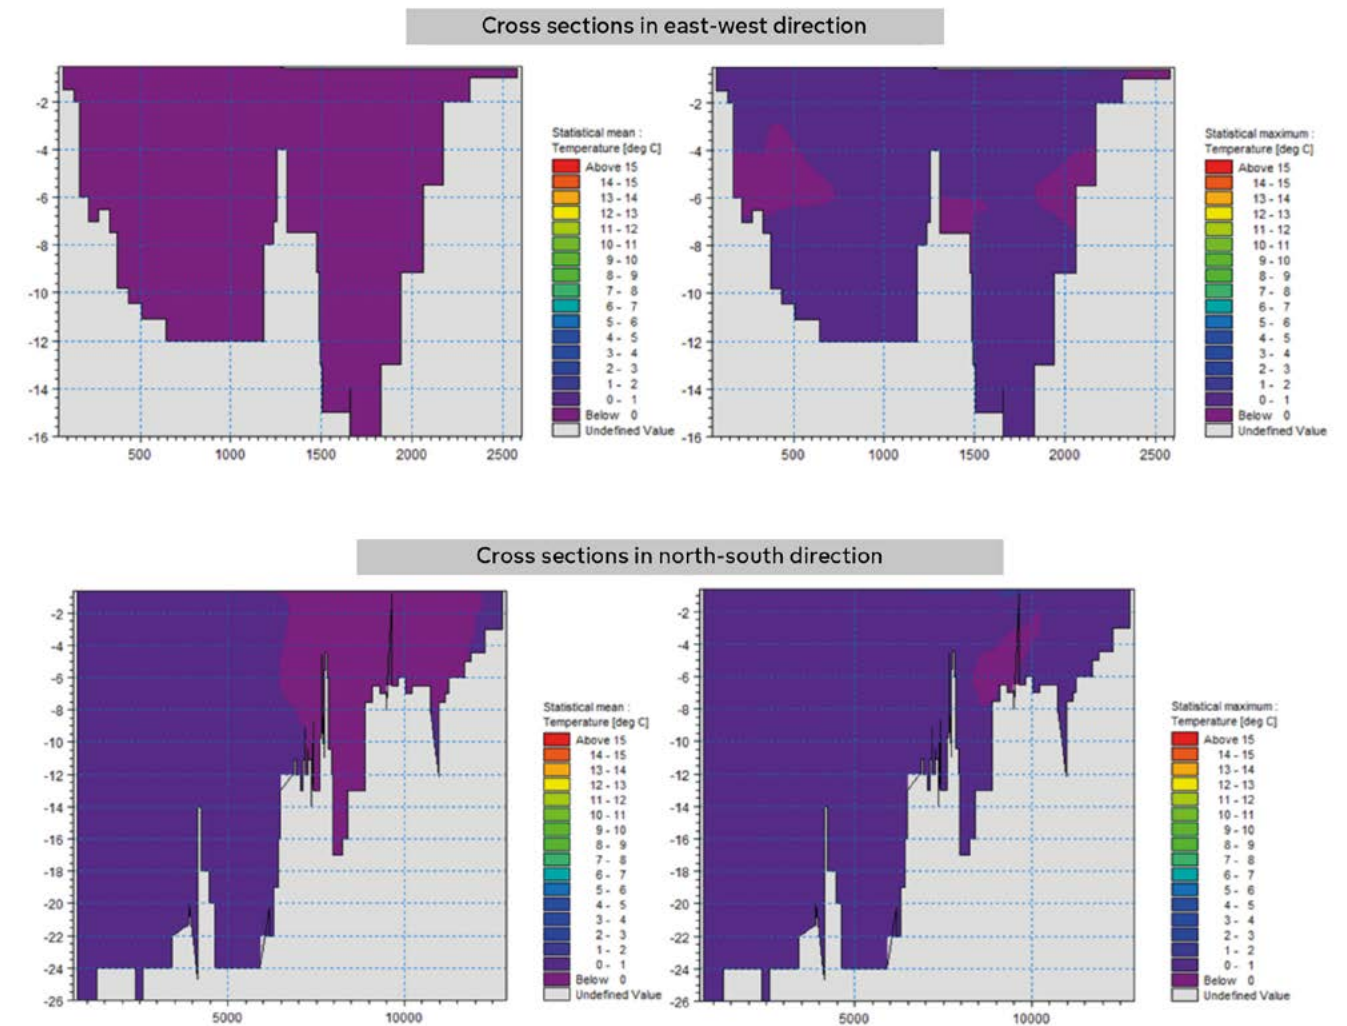 Cross sections in east-west direction
-2
-4
-6
-8
-10
-12
-14
-16
500 1000 1500 2000 2500
Statistical mean :
Temperature [deg C]
Above 15
14 - 15
13 - 14
12 - 13
11 - 12
10 - 11
9 - 10
8 - 9
7 - 8
6 - 7
5 - 6
4 - 5
3 - 4
2 - 3
1 - 2
0 - 1
Below 0
Undefined Value
-2
-4
-6
-8
-10
-12
-14
-16
500 1000 1500 2000 2500
Statistical maximum :
Temperature [deg C]
Above 15
14 - 15
13 - 14
12 - 13
11 - 12
10 - 11
9 - 10
8 - 9
7 - 8
6 - 7
5 - 6
4 - 5
3 - 4
2 - 3
1 - 2
0 - 1
Below 0
Undefined Value
Cross sections in north-south direction
-2
-4
-6
-8
-10
-12
-14
-16
-18
-20
-22
-24
-26
5000 10000
Statistical mean :
Temperature [deg C]
Above 15
14 - 15
13 - 14
12 - 13
11 - 12
10 - 11
9 - 10
8 - 9
7 - 8
6 - 7
5 - 6
4 - 5
3 - 4
2 - 3
1 - 2
0 - 1
Below 0
Undefined Value
-2
-4
-6
-8
-10
-12
-14
-16
-18
-20
-22
-24
-26
5000 10000
Statistical maximum :
Temperature [deg C]
Above 15
14 - 15
13 - 14
12 - 13
11 - 12
10 - 11
9 - 10
8 - 9
7 - 8
6 - 7
5 - 6
4 - 5
3 - 4
2 - 3
1 - 2
0 - 1
Below 0
Undefined Value